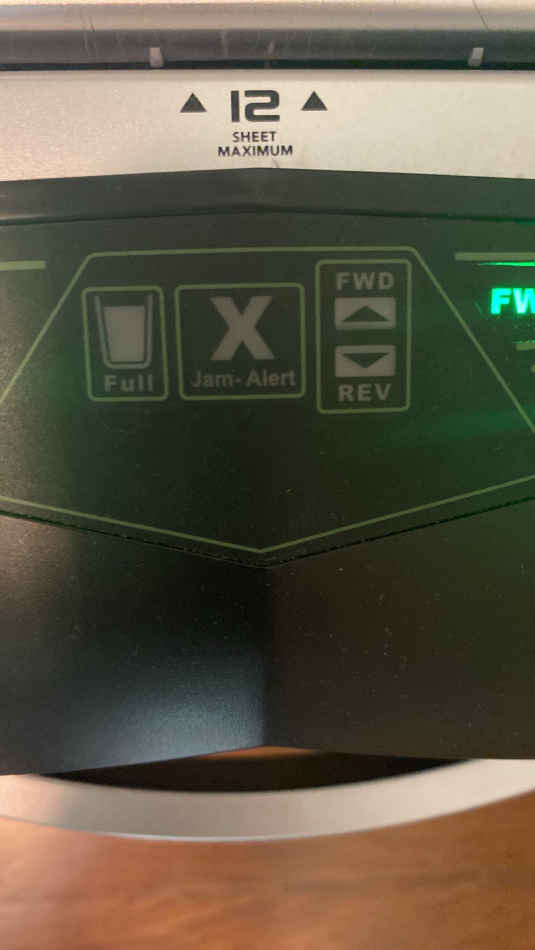 12
SHEET
MAXIMUM
FWD
FW
Full
Jam-Alert
REV